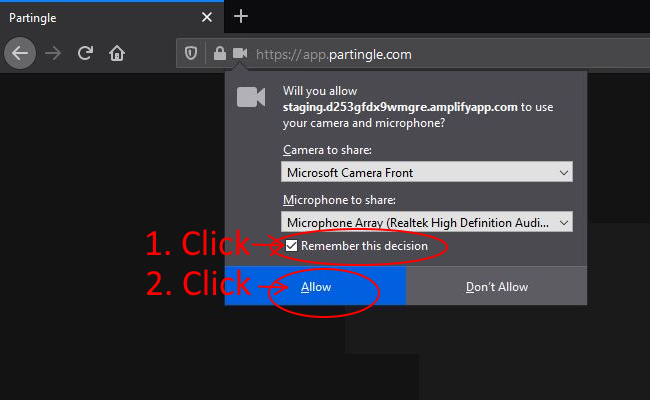 Partingle
https://app.partingle.com
Will you allow
staging.d253gfdx9wmgre.amplifyapp.com to use
your camera and microphone?
Camera to share:
Microsoft Camera Front
Microphone to share:
Microphone Array (Realtek High Definition Audi...
1. Click
Remember this decision
2. Click
Allow
Don't Allow